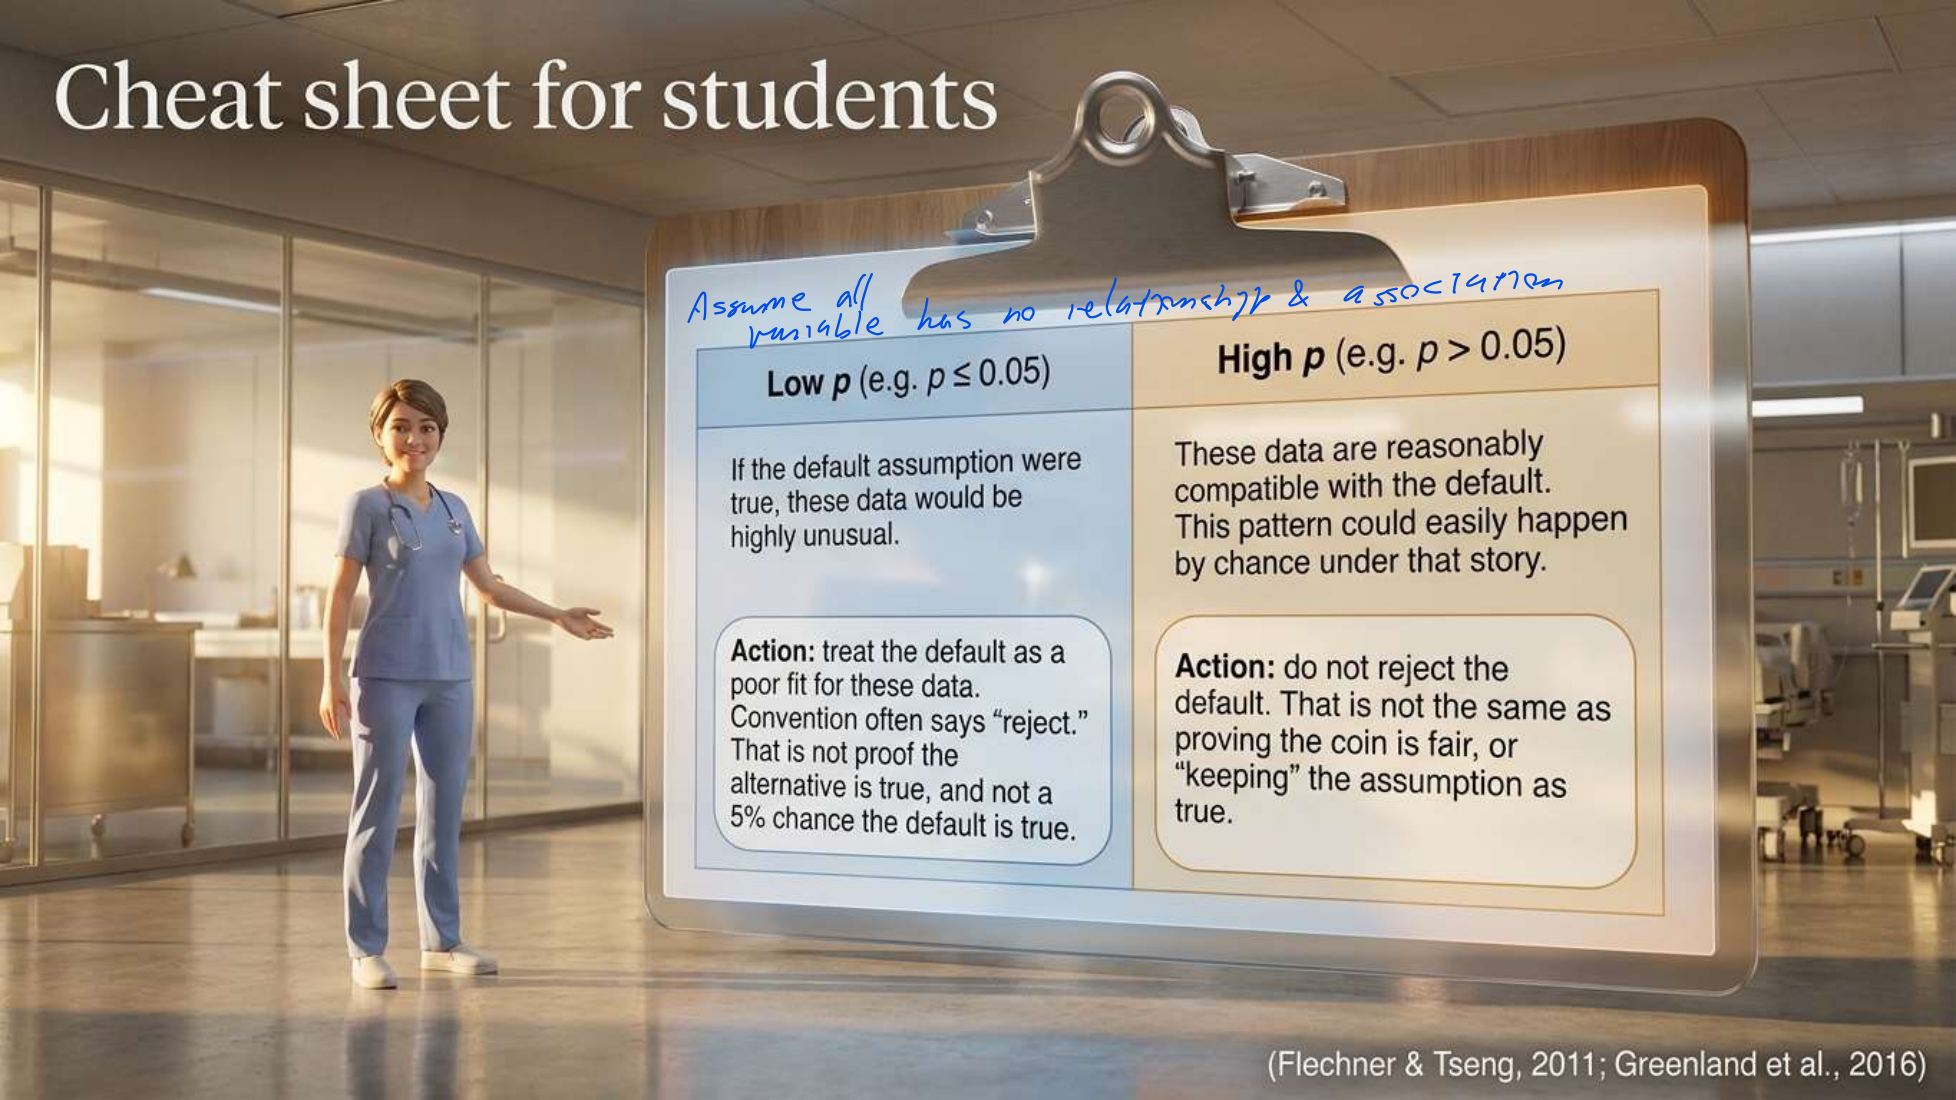 Cheat sheet for students
Assume all
variable has no relationship & association
Low p (e.g. p ≤ 0.05)
High p (e.g. p > 0.05)
If the default assumption were
true, these data would be
highly unusual.
These data are reasonably
compatible with the default.
This pattern could easily happen
by chance under that story.
Action: treat the default as a
poor fit for these data.
Convention often says “reject.”
That is not proof the
alternative is true, and not a
5% chance the default is true.
Action: do not reject the
default. That is not the same as
proving the coin is fair, or
“keeping” the assumption as
true.
(Flechner & Tseng, 2011; Greenland et al., 2016)